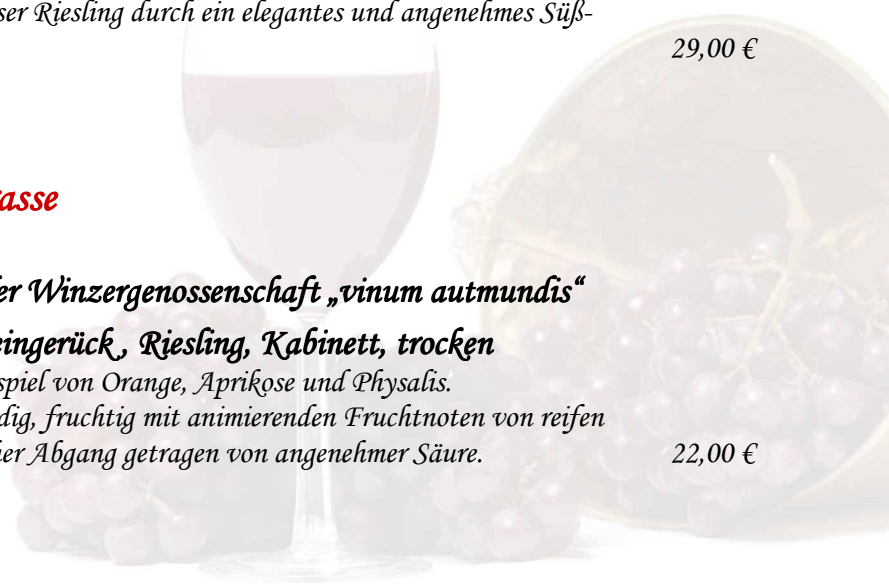 ser Riesling durch ein elegantes und angenehmes Süß-
29,00 €
asse
er Winzergenossenschaft „vinum autmundis“
eingerück , Riesling, Kabinett, trocken
spiel von Orange, Aprikose und Physalis.
dig, fruchtig mit animierenden Fruchtnoten von reifen
her Abgang getragen von angenehmer Säure. 22,00 €